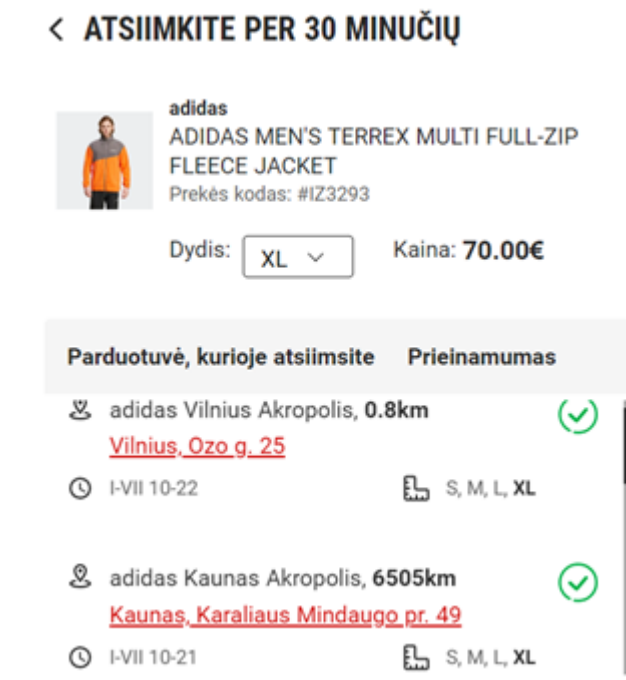 ATSIIMKITE PER 30 MINUČIŲ
adidas
ADIDAS MEN'S TERREX MULTI FULL-ZIP
FLEECE JACKET
Prekės kodas: #IZ3293
Dydis: XL Kaina: 70.00€
Parduotuvė, kurioje atsiimsite Prieinamumas
adidas Vilnius Akropolis, 0.8km
Vilnius, Ozo g. 25
I-VII 10-22 S, M, L, XL
adidas Kaunas Akropolis, 6505km
Kaunas, Karaliaus Mindaugo pr. 49
I-VII 10-21 S, M, L, XL